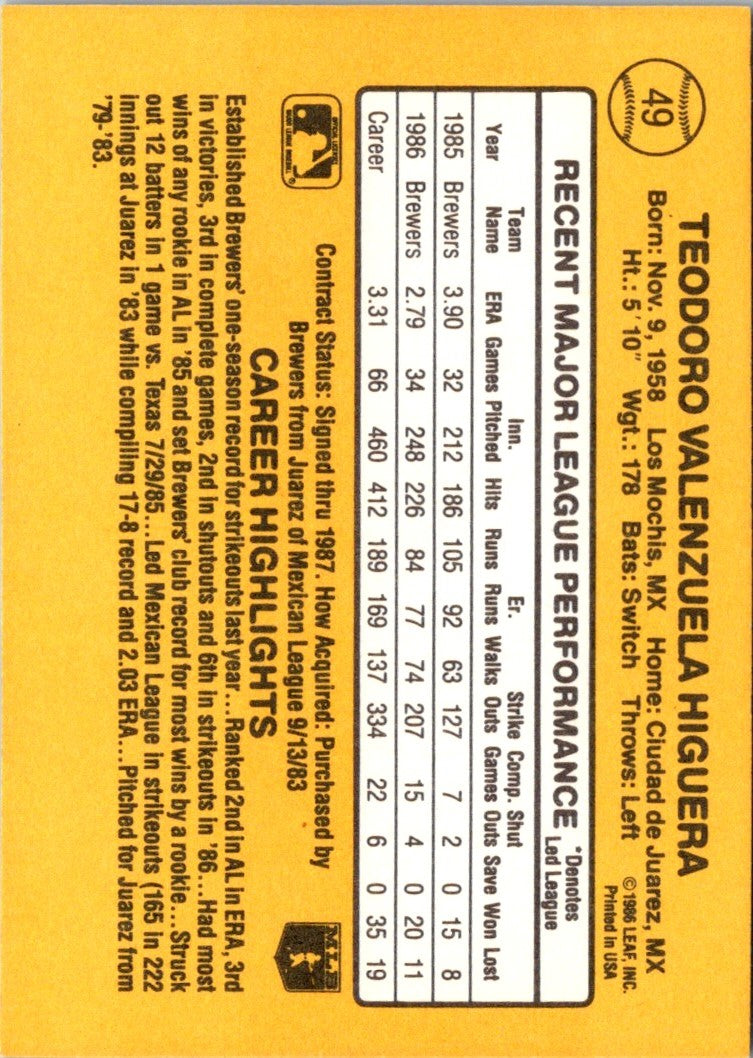 49
TEODORO VALENZUELA HIGUERA
Born: Nov. 9, 1958 Los Mochis, MX Home: Ciudad de Juarez, MX
Ht.: 5' 10" Wgt.: 178 Bats: Switch Throws: Left
© 1986 LEAF, INC.
Printed in USA
RECENT MAJOR LEAGUE PERFORMANCE
*Denotes
Led League
Team Inn. Er. Strike Comp. Shut
Year Name ERA Games Pitched Hits Runs Runs Walks Outs Games Outs Save Won Lost
1985 Brewers 3.90 32 212 186 105 92 63 127 7 2 0 15 8
1986 Brewers 2.79 34 248 226 84 77 74 207 15 4 0 20 11
Career 3.31 66 460 412 189 169 137 334 22 6 0 35 19
Contract Status: Signed thru 1987. How Acquired: Purchased by
Brewers from Juarez of Mexican League 9/13/83
MLB
CAREER HIGHLIGHTS
Established Brewers' one-season record for strikeouts last year... Ranked 2nd in AL in ERA, 3rd
in victories, 3rd in complete games, 2nd in shutouts and 6th in strikeouts in '86... Had most
wins of any rookie in AL in '85 and set Brewers' club record for most wins by a rookie... Struck
out 12 batters in 1 game vs. Texas 7/29/85... Led Mexican League in strikeouts (165 in 222
innings at Juarez in '83 while compiling 17-8 record and 2.03 ERA... Pitched for Juarez from
'79-'83.